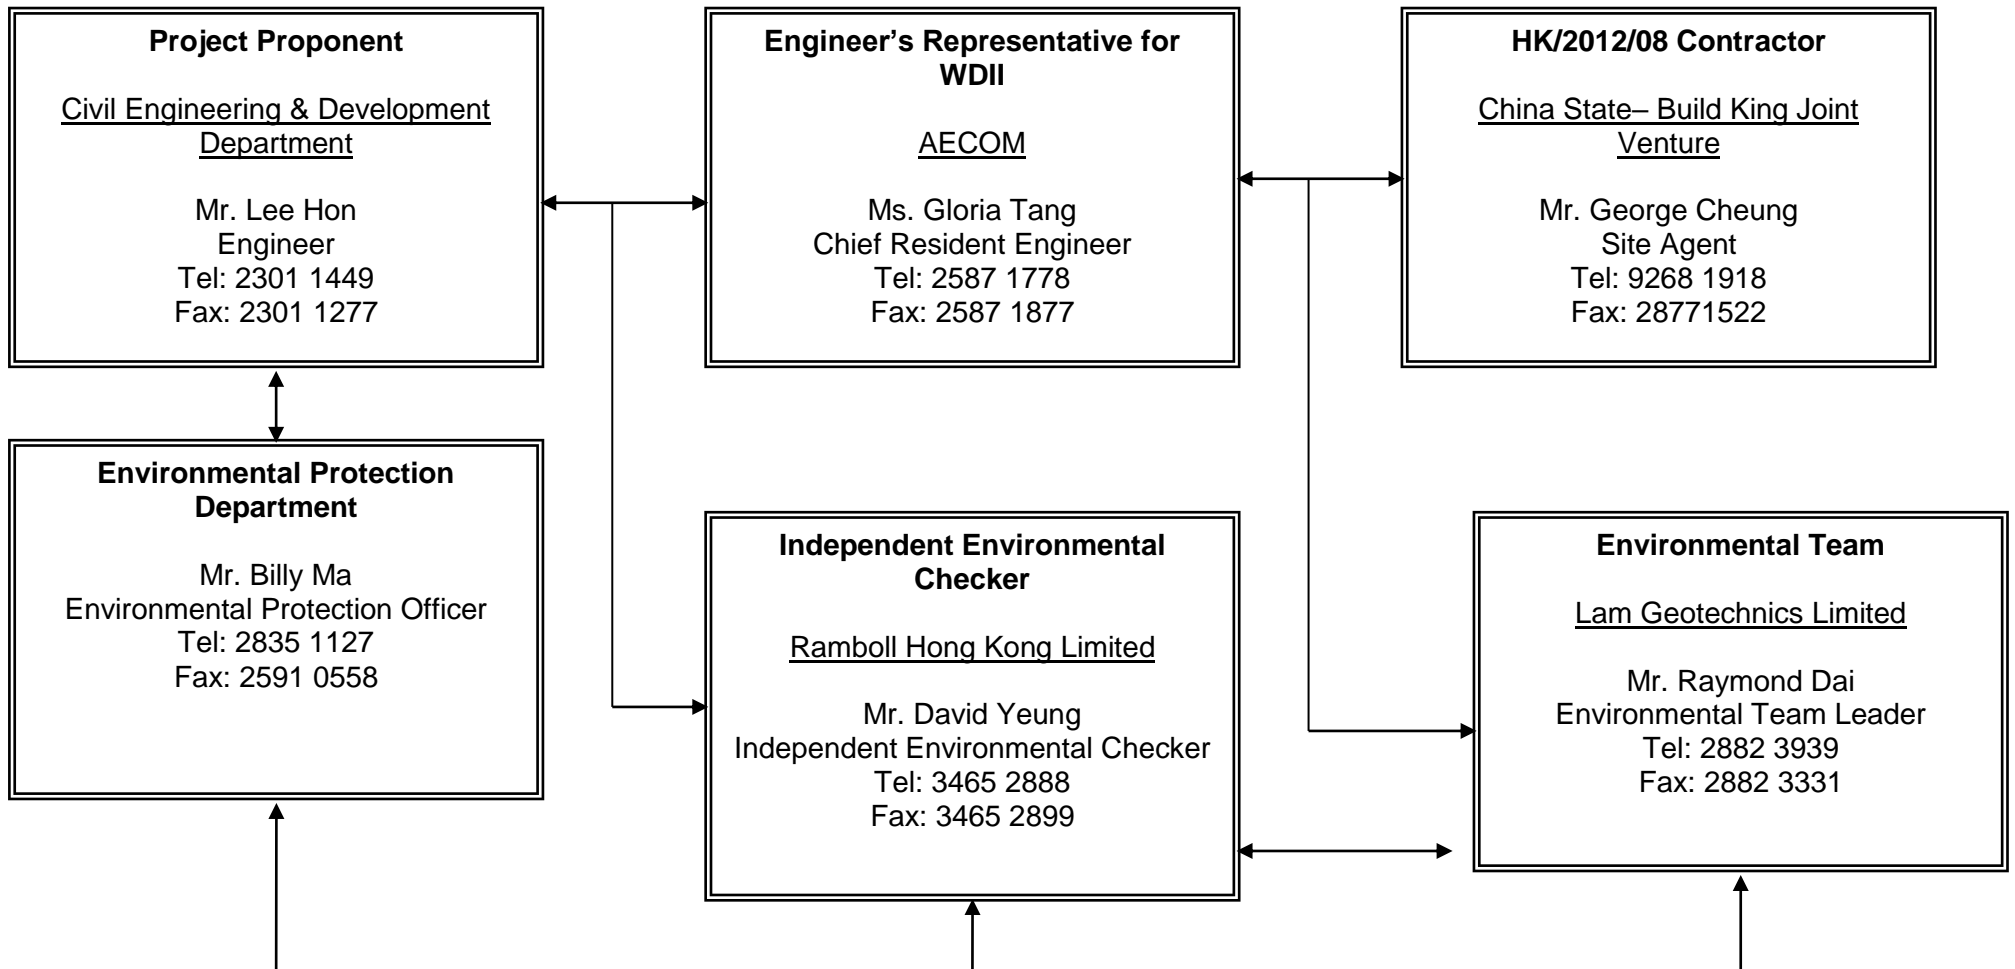 Project Proponent
Civil Engineering & Development
Department
Mr. Lee Hon
Engineer
Tel: 2301 1449
Fax: 2301 1277
Engineer’s Representative for
WDII
AECOM
Ms. Gloria Tang
Chief Resident Engineer
Tel: 2587 1778
Fax: 2587 1877
HK/2012/08 Contractor
China State– Build King Joint
Venture
Mr. George Cheung
Site Agent
Tel: 9268 1918
Fax: 28771522
Environmental Protection
Department
Mr. Billy Ma
Environmental Protection Officer
Tel: 2835 1127
Fax: 2591 0558
Independent Environmental
Checker
Ramboll Hong Kong Limited
Mr. David Yeung
Independent Environmental Checker
Tel: 3465 2888
Fax: 3465 2899
Environmental Team
Lam Geotechnics Limited
Mr. Raymond Dai
Environmental Team Leader
Tel: 2882 3939
Fax: 2882 3331